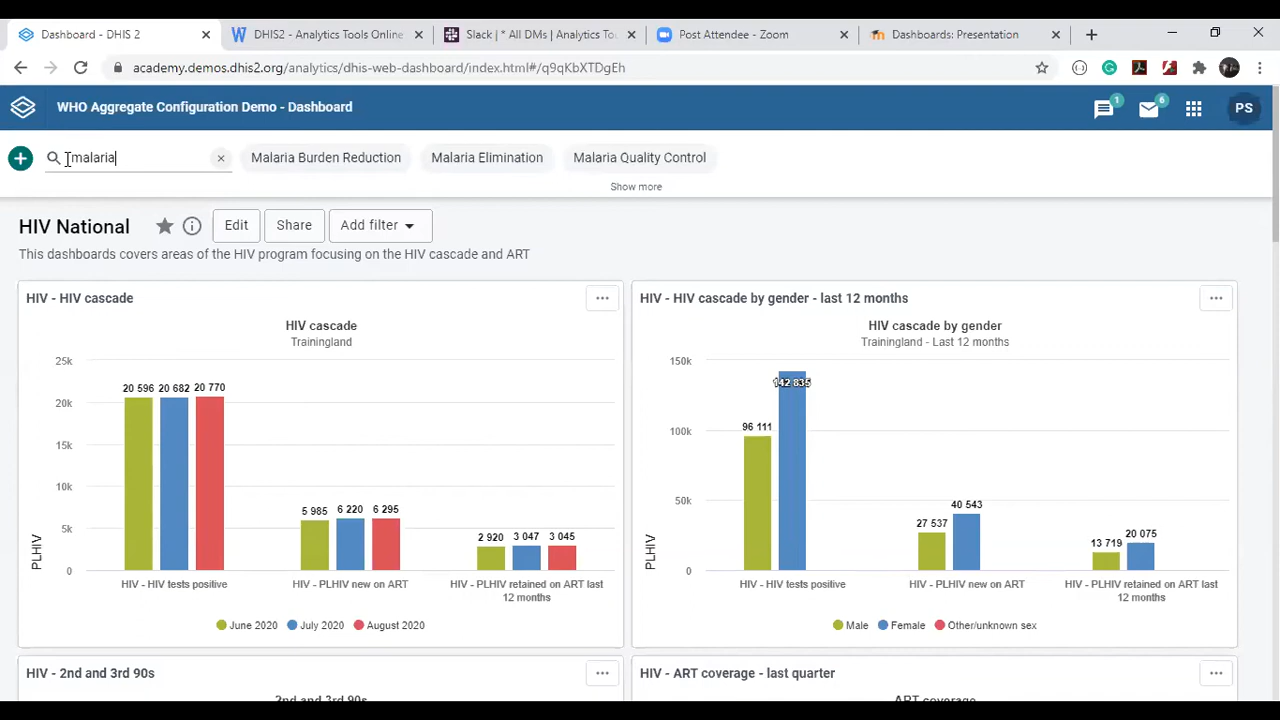 Dashboard - DHIS 2
DHIS2 - Analytics Tools Online
Slack | * All DMs | Analytics To
Post Attendee - Zoom
Dashboards: Presentation
academy.demos.dhis2.org/analytics/dhis-web-dashboard/index.html#/q9qKbXTDgEh
WHO Aggregate Configuration Demo - Dashboard
1
6
PS
malaria
Malaria Burden Reduction
Malaria Elimination
Malaria Quality Control
Show more
HIV National
Edit
Share
Add filter
This dashboards covers areas of the HIV program focusing on the HIV cascade and ART
HIV - HIV cascade
HIV cascade
Trainingland
25k
20k
15k
10k
5k
0
PLHIV
20 596 20 682 20 770
5 985 6 220 6 295
2 920 3 047 3 045
HIV - HIV tests positive
HIV - PLHIV new on ART
HIV - PLHIV retained on ART last
12 months
June 2020
July 2020
August 2020
HIV - HIV cascade by gender - last 12 months
HIV cascade by gender
Trainingland - Last 12 months
150k
100k
50k
0
PLHIV
96 111
142 835
27 537
40 543
13 719
20 075
HIV - HIV tests positive
HIV - PLHIV new on ART
HIV - PLHIV retained on ART last
12 months
Male
Female
Other/unknown sex
HIV - 2nd and 3rd 90s
2nd and 3rd 90s
HIV - ART coverage - last quarter
ART coverage